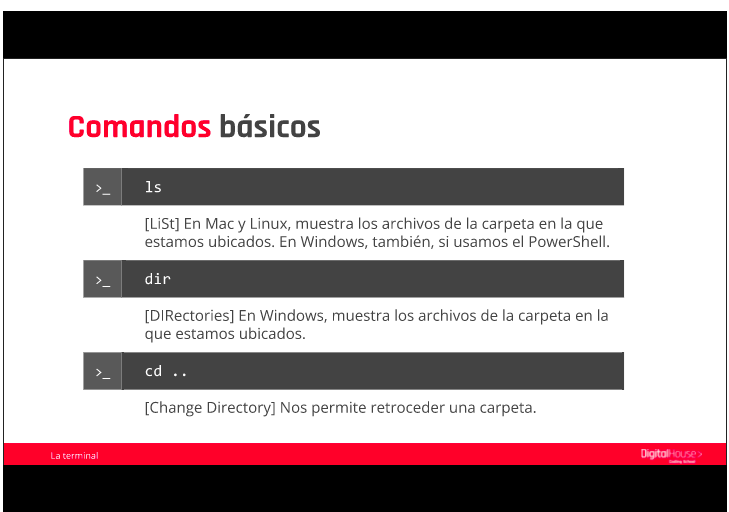 Comandos básicos
>_ ls
[LiSt] En Mac y Linux, muestra los archivos de la carpeta en la que
estamos ubicados. En Windows, también, si usamos el PowerShell.
>_ dir
[DIRectories] En Windows, muestra los archivos de la carpeta en la
que estamos ubicados.
>_ cd ..
[Change Directory] Nos permite retroceder una carpeta.
La terminal
DigitalHouse>
Coding School